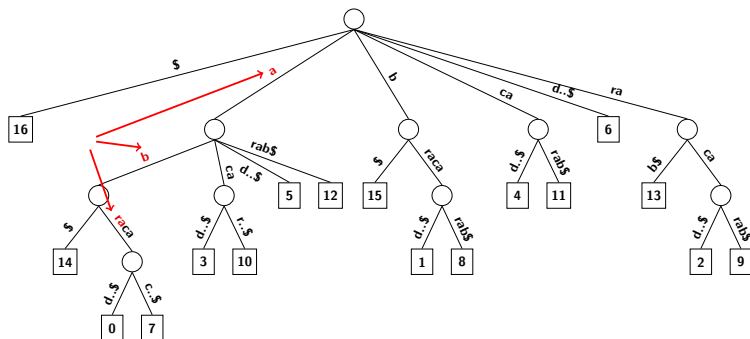 $
a
b
ca
d..$
ra
16
b
ca
d..$
rab$
$
raca
d..$
rab$
6
b$
ca
5
12
15
4
11
13
$
raca
d..$
r..$
d..$
rab$
d..$
rab$
14
3
10
1
8
2
9
d..$
c..$
0
7